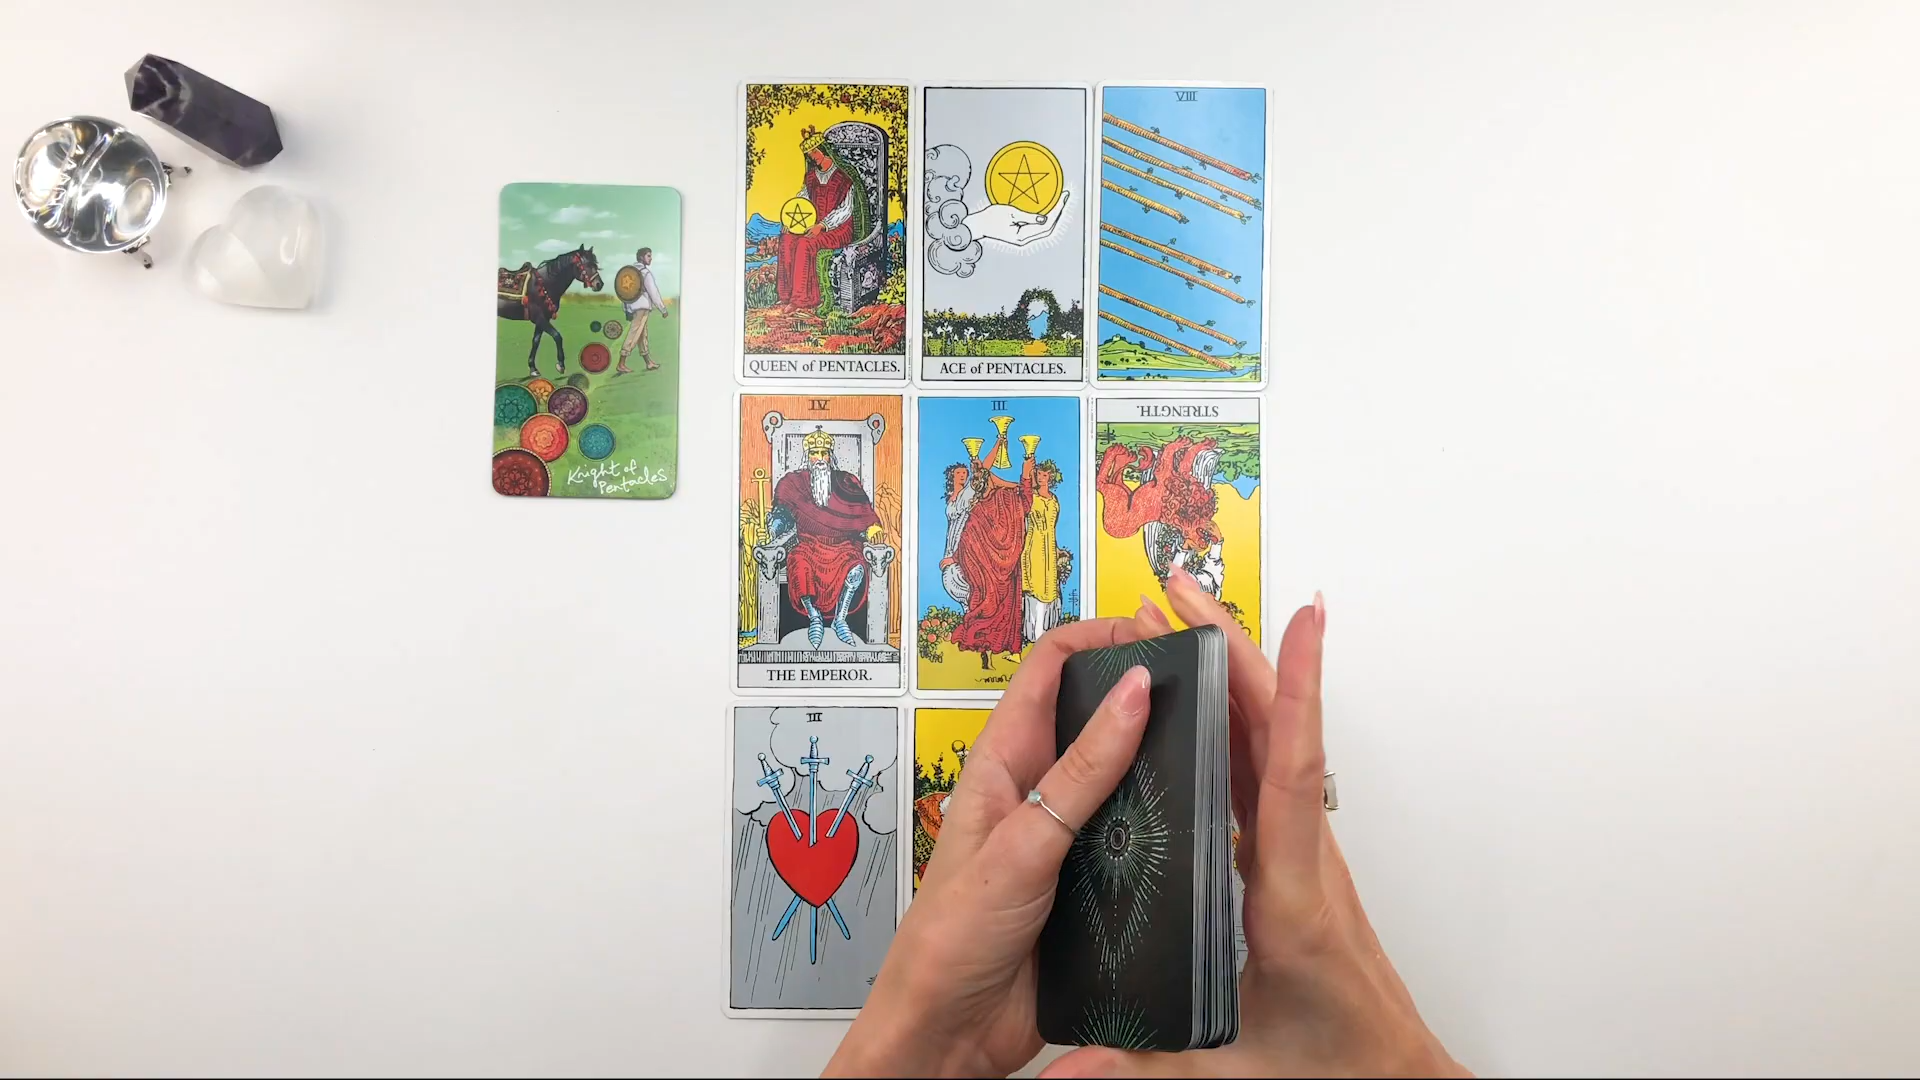 VIII
QUEEN of PENTACLES.
ACE of PENTACLES.
IV
III
STRENGTH.
Knight of
Pentacles
THE EMPEROR.
III